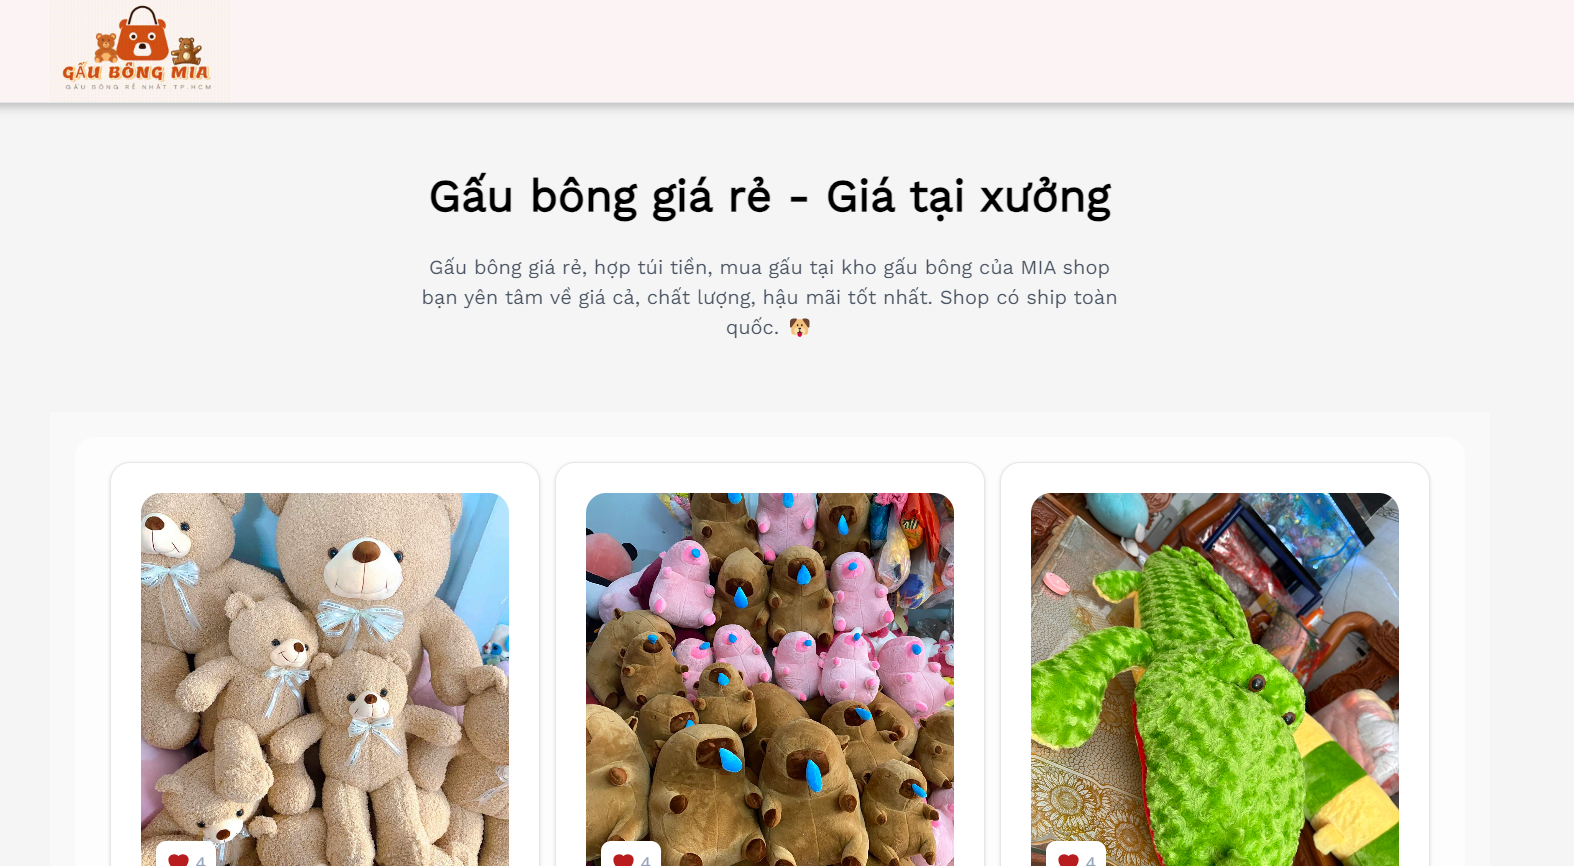 GẤU BÔNG MIA
GẤU BÔNG RẺ NHẤT TP.HCM
Gấu bông giá rẻ - Giá tại xưởng
Gấu bông giá rẻ, hợp túi tiền, mua gấu tại kho gấu bông của MIA shop
bạn yên tâm về giá cả, chất lượng, hậu mãi tốt nhất. Shop có ship toàn
quốc. 🐶
4
4
4